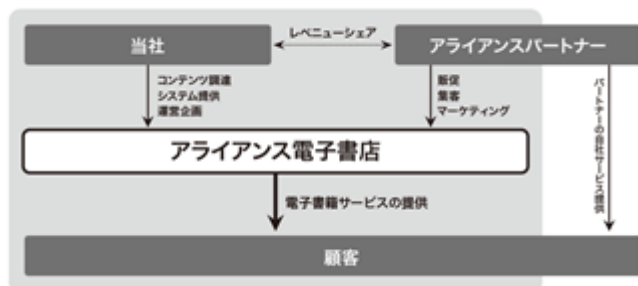 レベニューシェア
当社
アライアンスパートナー
コンテンツ調達
システム提供
運営企画
販促
集客
マーケティング
パートナーの自社サービス提供
アライアンス電子書店
電子書籍サービスの提供
顧客